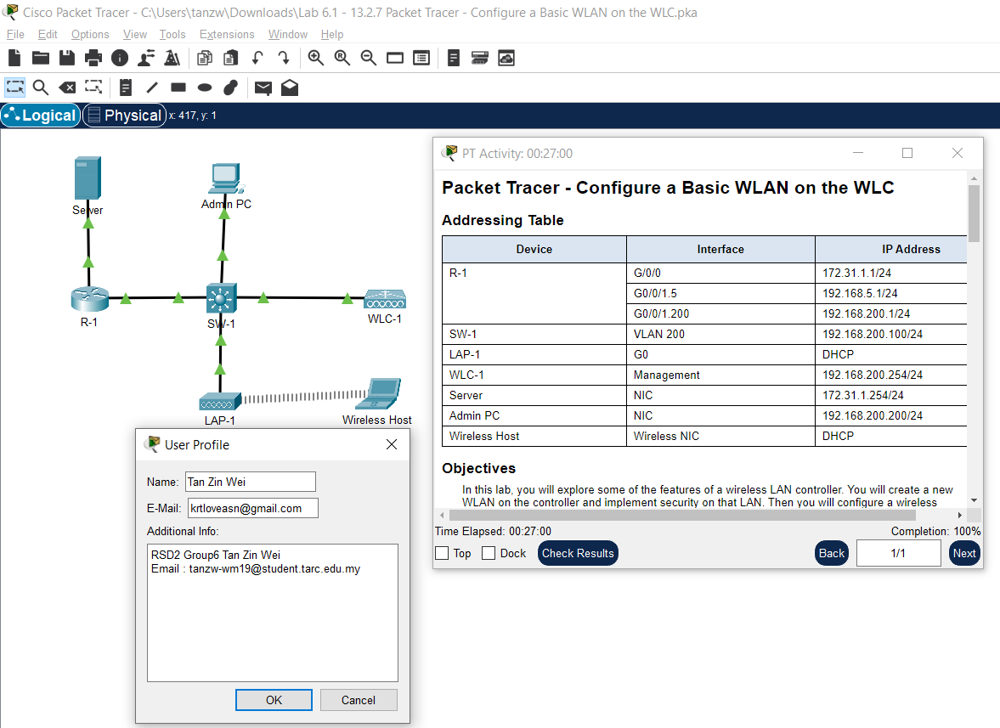 Cisco Packet Tracer - C:\Users\tanzw\Downloads\Lab 6.1 - 13.2.7 Packet Tracer - Configure a Basic WLAN on the WLC.pka
File Edit Options View Tools Extensions Window Help
Logical Physical x: 417, y: 1
Server
Admin PC
R-1
SW-1
WLC-1
LAP-1
Wireless Host
PT Activity: 00:27:00
Packet Tracer - Configure a Basic WLAN on the WLC
Addressing Table
Device Interface IP Address
R-1 G/0/0 172.31.1.1/24
G0/0/1.5 192.168.5.1/24
G0/0/1.200 192.168.200.1/24
SW-1 VLAN 200 192.168.200.100/24
LAP-1 G0 DHCP
WLC-1 Management 192.168.200.254/24
Server NIC 172.31.1.254/24
Admin PC NIC 192.168.200.200/24
Wireless Host Wireless NIC DHCP
Objectives
In this lab, you will explore some of the features of a wireless LAN controller. You will create a new
WLAN on the controller and implement security on that LAN. Then you will configure a wireless
Time Elapsed: 00:27:00 Completion: 100%
Top Dock Check Results Back 1/1 Next
User Profile
Name: Tan Zin Wei
E-Mail: krtloveasn@gmail.com
Additional Info:
RSD2 Group6 Tan Zin Wei
Email : tanzw-wm19@student.tarc.edu.my
OK Cancel